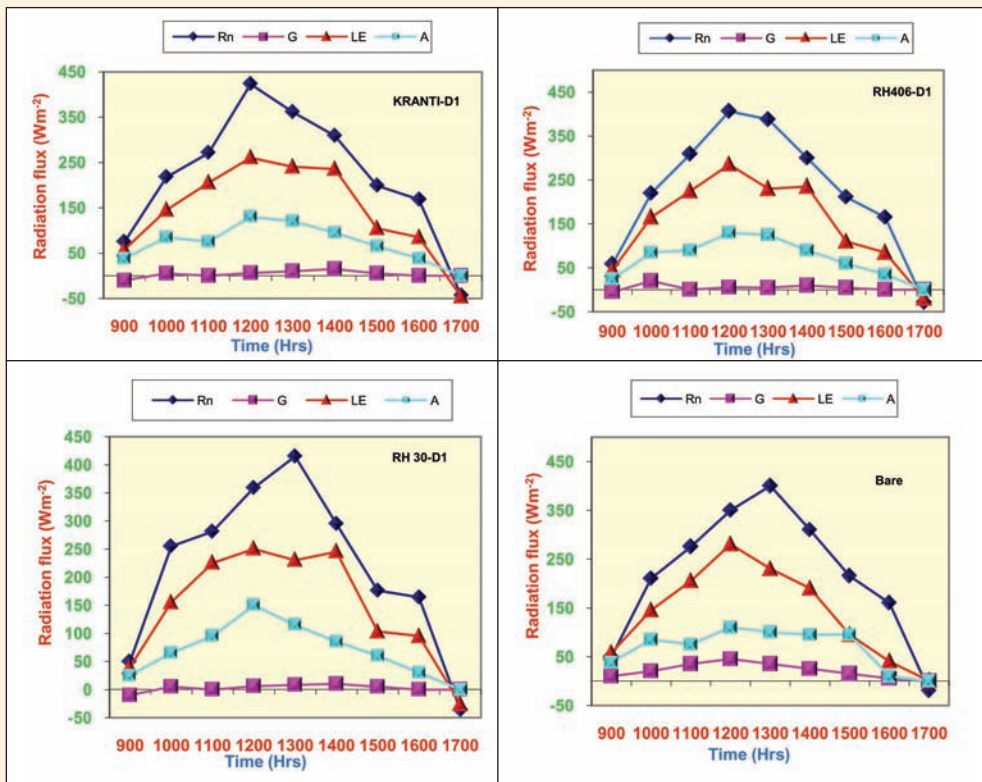 Rn G LE A
KRANTI-D1
Radiation flux (Wm-2)
450
350
250
150
50
-50
900 1000 1100 1200 1300 1400 1500 1600 1700
Time (Hrs)
Rn G LE A
RH406-D1
Radiation flux (Wm-2)
450
350
250
150
50
-50
900 1000 1100 1200 1300 1400 1500 1600 1700
Time (Hrs)
Rn G LE A
RH 30-D1
Radiation flux (Wm-2)
450
400
350
300
250
200
150
100
50
0
-50
900 1000 1100 1200 1300 1400 1500 1600 1700
Time (Hrs)
Rn G LE A
Bare
Radiation flux (Wm-2)
450
350
250
150
50
-50
900 1000 1100 1200 1300 1400 1500 1600 1700
Time (Hrs)